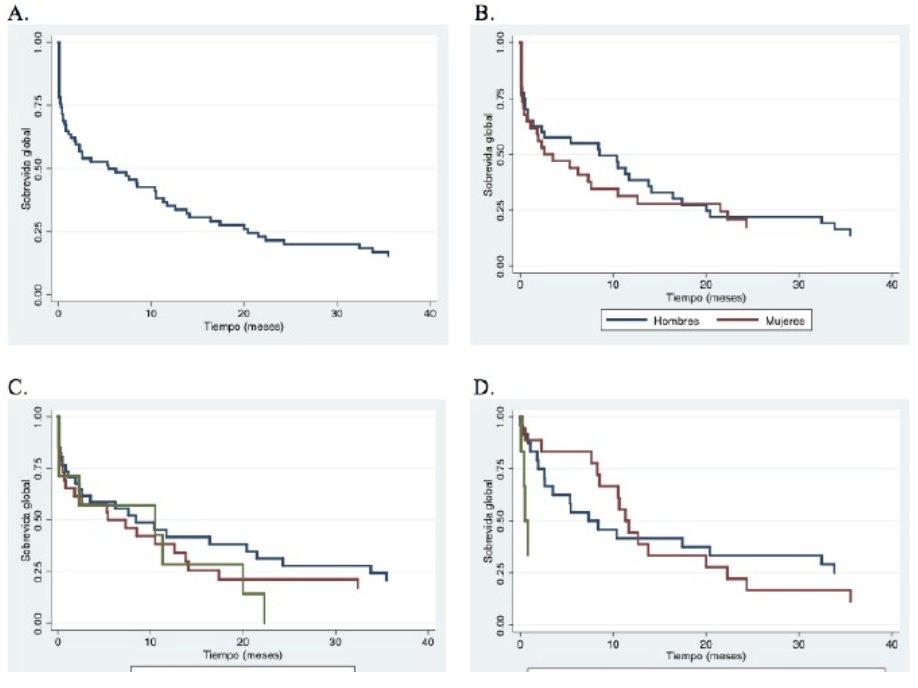 A.
Sobrevida global
1.00
0.75
0.50
0.25
0.00
0 10 20 30 40
Tiempo (meses)
B.
Sobrevida global
1.00
0.75
0.50
0.25
0.00
0 10 20 30 40
Tiempo (meses)
Hombres Mujeres
C.
Sobrevida global
1.00
0.75
0.50
0.25
0.00
0 10 20 30 40
Tiempo (meses)
D.
Sobrevida global
1.00
0.75
0.50
0.25
0.00
0 10 20 30 40
Tiempo (meses)